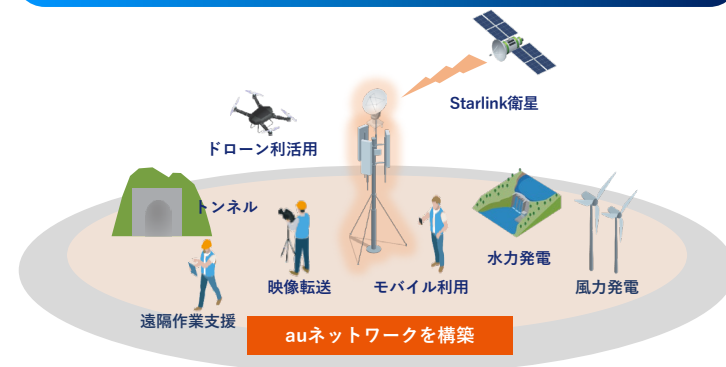 Starlink衛星
ドローン利活用
トンネル
映像転送
モバイル利用
水力発電
風力発電
遠隔作業支援
auネットワークを構築